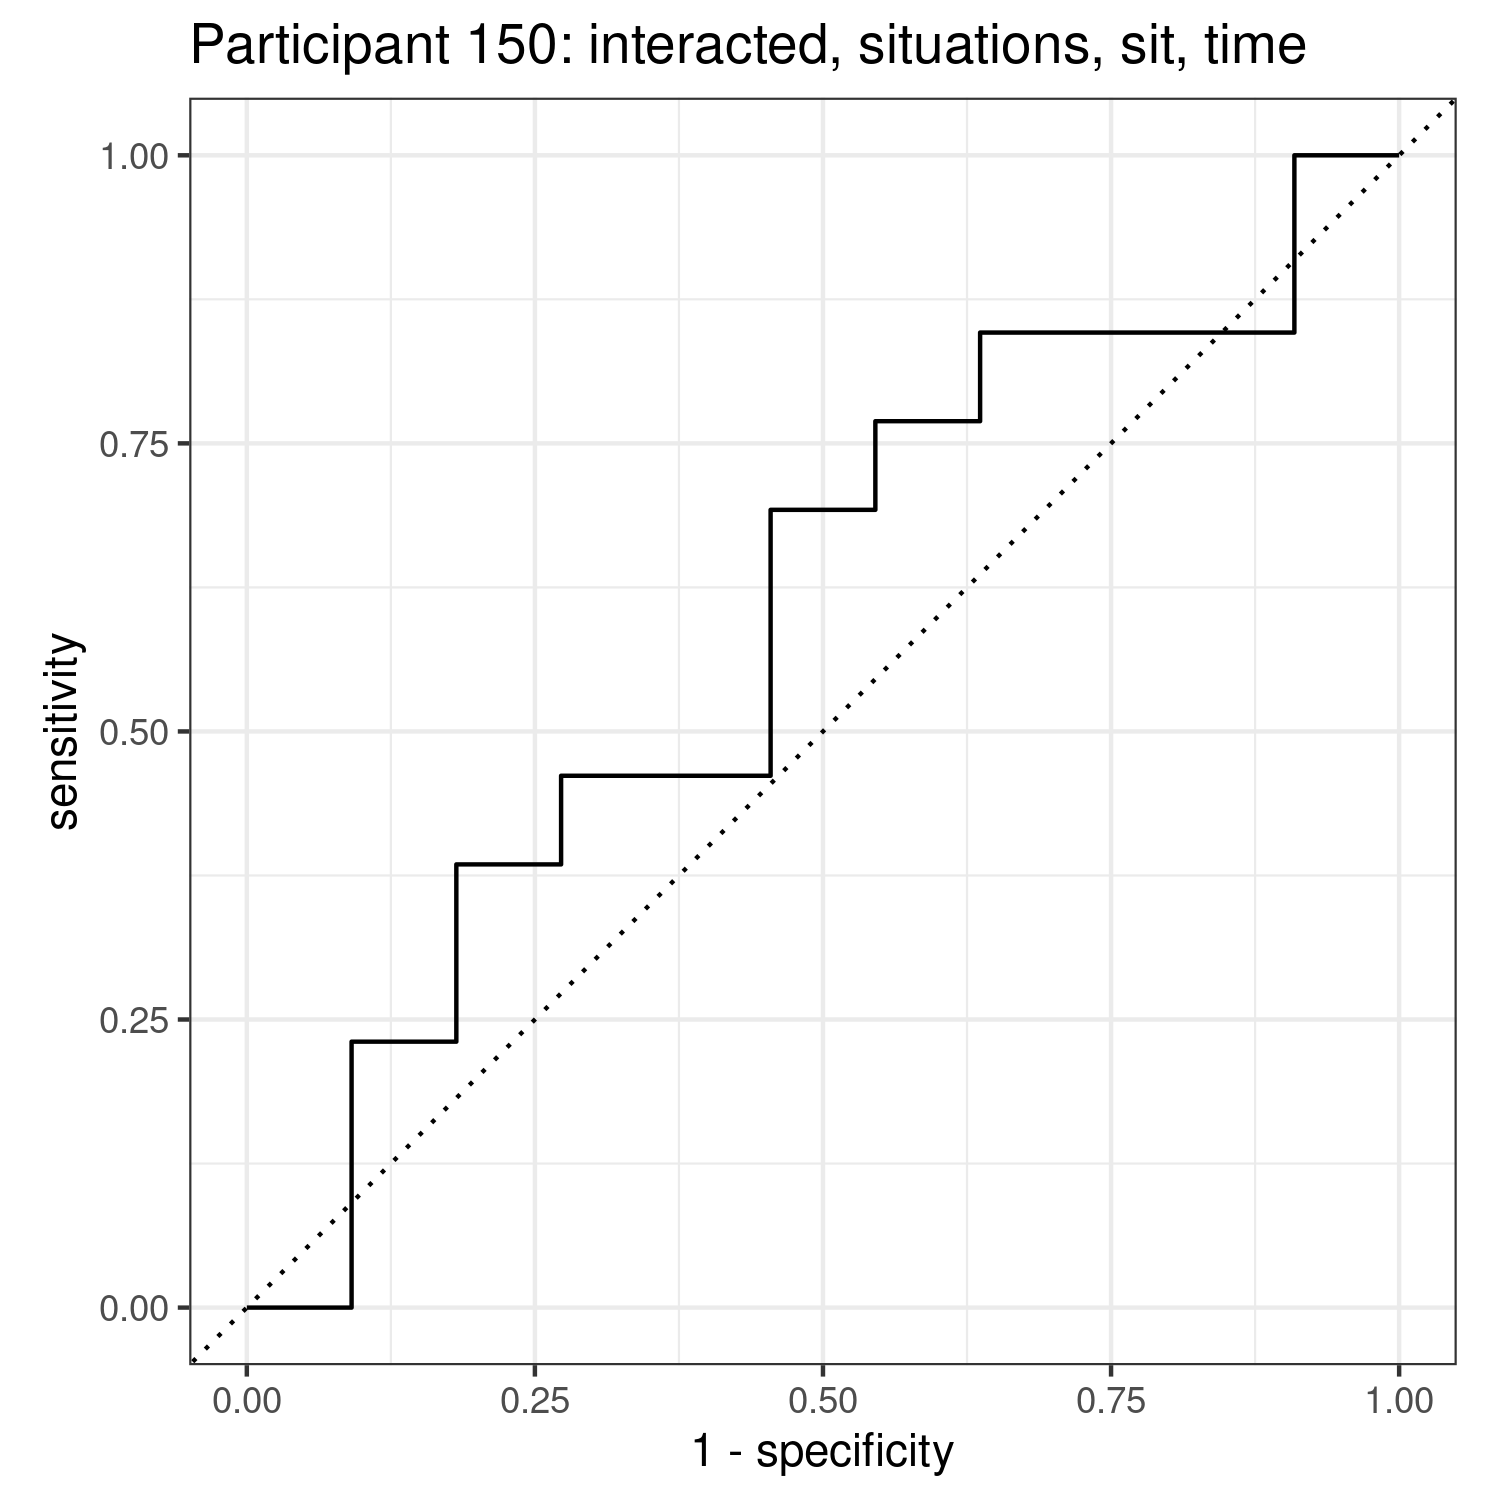 Participant 150: interacted, situations, sit, time
1.00
0.75
0.50
0.25
0.00
sensitivity
0.00 0.25 0.50 0.75 1.00
1 - specificity